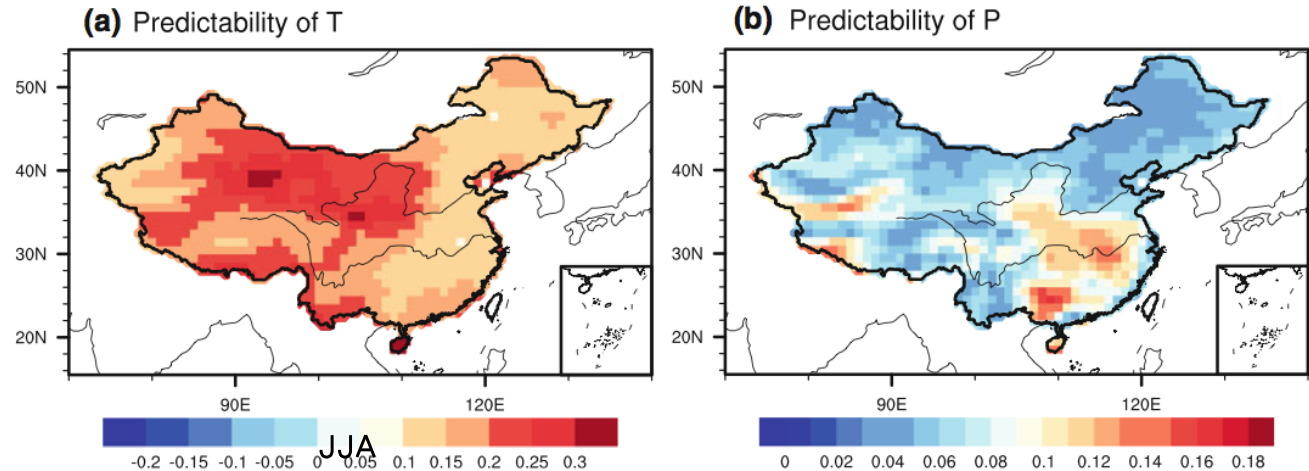 (a) Predictability of T
50N
40N
30N
20N
90E 120E
-0.2 -0.15 -0.1 -0.05 0 0.05 0.1 0.15 0.2 0.25 0.3
JJA
(b) Predictability of P
50N
40N
30N
20N
90E 120E
0 0.02 0.04 0.06 0.08 0.1 0.12 0.14 0.16 0.18